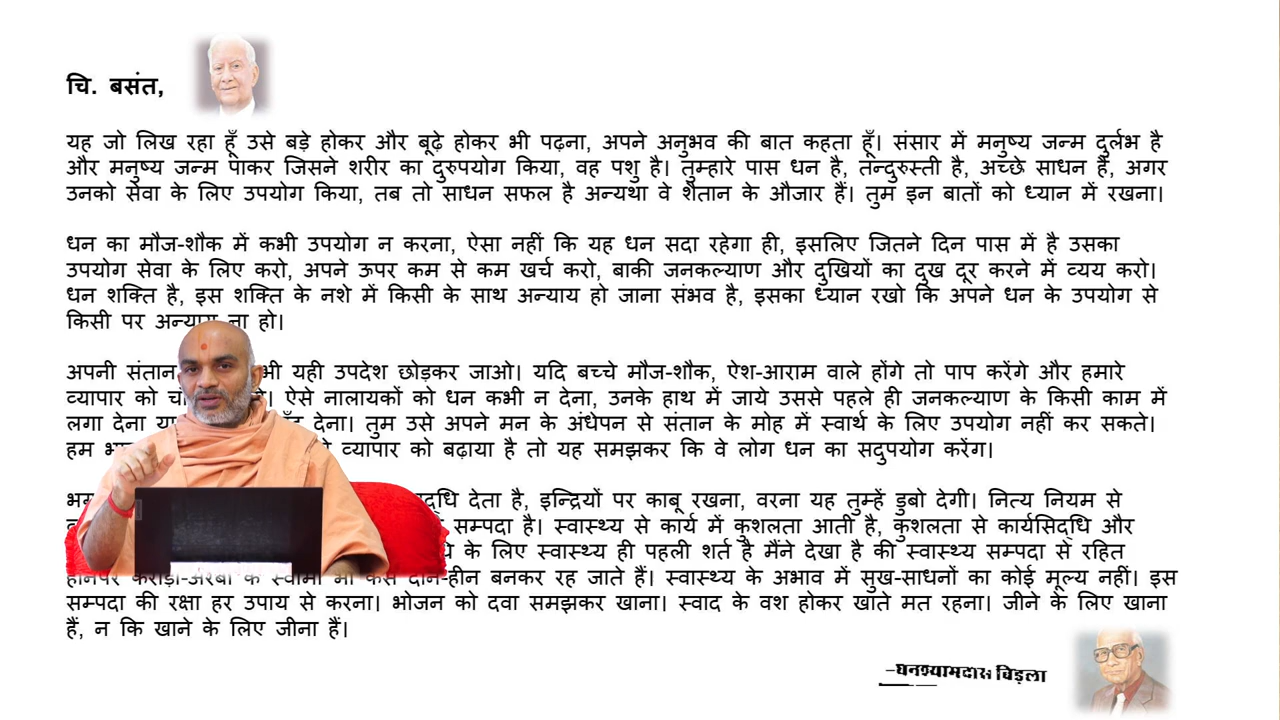 चि. बसंत,
यह जो लिख रहा हूँ उसे बड़े होकर और बूढ़े होकर भी पढ़ना, अपने अनुभव की बात कहता हूँ। संसार में मनुष्य जन्म दुर्लभ है
और मनुष्य जन्म पाकर जिसने शरीर का दुरुपयोग किया, वह पशु है। तुम्हारे पास धन है, तन्दुरुस्ती है, अच्छे साधन हैं, अगर
उनको सेवा के लिए उपयोग किया, तब तो साधन सफल है अन्यथा वे शैतान के औजार हैं। तुम इन बातों को ध्यान में रखना।
धन का मौज-शौक में कभी उपयोग न करना, ऐसा नहीं कि यह धन सदा रहेगा ही, इसलिए जितने दिन पास में है उसका
उपयोग सेवा के लिए करो, अपने ऊपर कम से कम खर्च करो, बाकी जनकल्याण और दुखियों का दुख दूर करने में व्यय करो।
धन शक्ति है, इस शक्ति के नशे में किसी के साथ अन्याय हो जाना संभव है, इसका ध्यान रखो कि अपने धन के उपयोग से
किसी पर अन्याय ना हो।
अपनी संतान भी यही उपदेश छोड़कर जाओ। यदि बच्चे मौज-शौक, ऐश-आराम वाले होंगे तो पाप करेंगे और हमारे
व्यापार को ऐसे नालायकों को धन कभी न देना, उनके हाथ में जाये उससे पहले ही जनकल्याण के किसी काम में
लगा देना या देना। तुम उसे अपने मन के अंधेपन से संतान के मोह में स्वार्थ के लिए उपयोग नहीं कर सकते।
हम व्यापार को बढ़ाया है तो यह समझकर कि वे लोग धन का सदुपयोग करेंग।
देता है, इन्द्रियों पर काबू रखना, वरना यह तुम्हें डुबो देगी। नित्य नियम से
सम्पदा है। स्वास्थ्य से कार्य में कुशलता आती है, कुशलता से कार्यसिद्धि और
के लिए स्वास्थ्य ही पहली शर्त है मैंने देखा है की स्वास्थ्य सम्पदा से रहित
होनेपर करोड़ों-अरबों के स्वामी भी कैसे दीन-हीन बनकर रह जाते हैं। स्वास्थ्य के अभाव में सुख-साधनों का कोई मूल्य नहीं। इस
सम्पदा की रक्षा हर उपाय से करना। भोजन को दवा समझकर खाना। स्वाद के वश होकर खाते मत रहना। जीने के लिए खाना
हैं, न कि खाने के लिए जीना हैं।
–घनश्यामदास बिड़ला